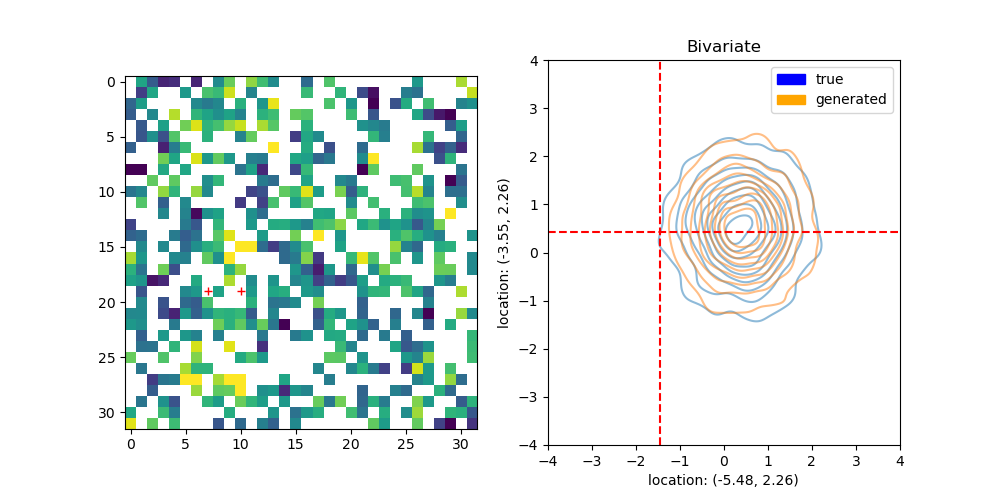 Bivariate
true
generated
0
5
10
15
20
25
30
0 5 10 15 20 25 30
location: (-3.55, 2.26)
4
3
2
1
0
−1
−2
−3
−4
−4 −3 −2 −1 0 1 2 3 4
location: (-5.48, 2.26)